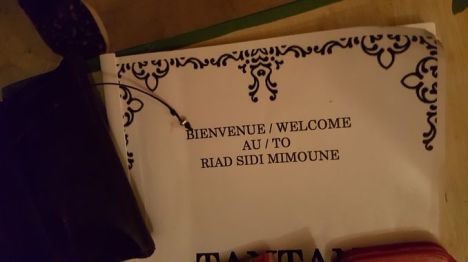 BIENVENUE / WELCOME
AU / TO
RIAD SIDI MIMOUNE